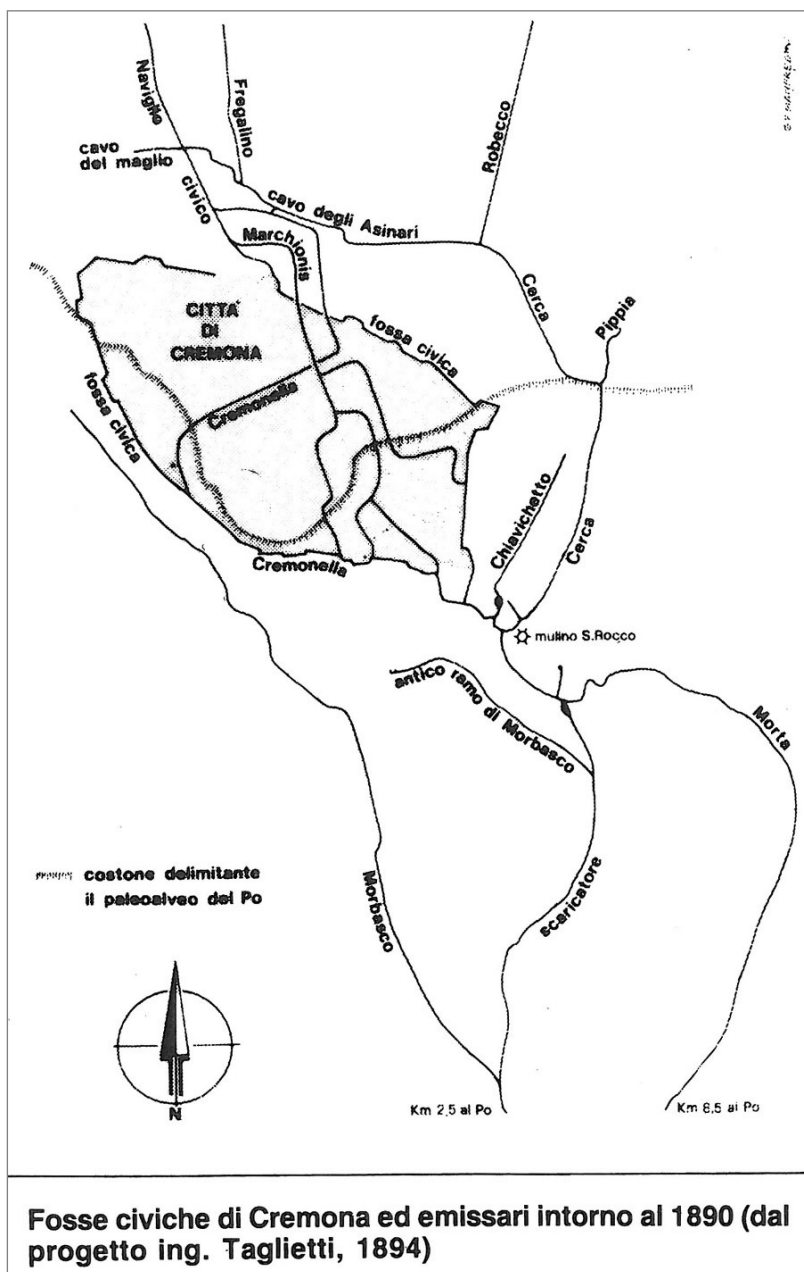 Naviglio
Fregalino
Robecco
cavo
del maglio
civico
cavo degli Asinari
Marchionis
Cerca
Pippia
CITTA'
DI
CREMONA
fossa civica
fossa civica
Cremonella
Chiavichetto
Cerca
Cremonella
mulino S.Rocco
antico ramo di Morbasco
Morta
costone delimitante
il paleoalveo del Po
Morbasco
scaricatore
N
Km 2,5 al Po
Km 8,5 al Po
Fosse civiche di Cremona ed emissari intorno al 1890 (dal
progetto ing. Taglietti, 1894)